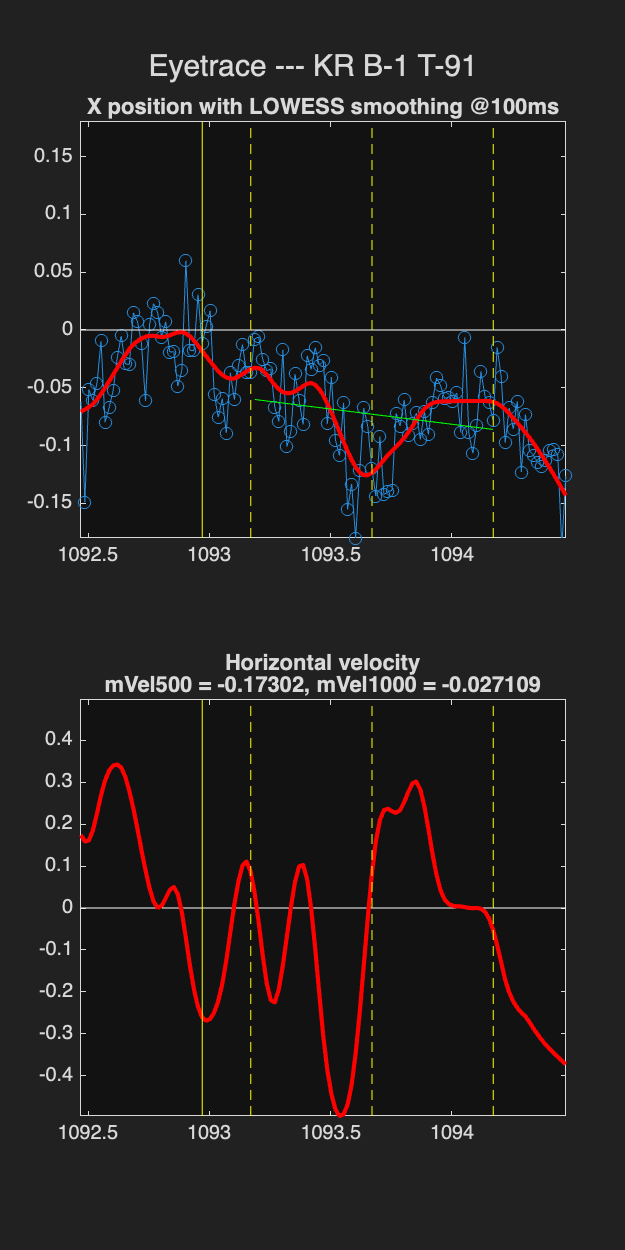 Eyetrace --- KR B-1 T-91
X position with LOWESS smoothing @100ms
0.15
0.1
0.05
0
-0.05
-0.1
-0.15
1092.5 1093 1093.5 1094
Horizontal velocity
mVel500 = -0.17302, mVel1000 = -0.027109
0.4
0.3
0.2
0.1
0
-0.1
-0.2
-0.3
-0.4
1092.5 1093 1093.5 1094